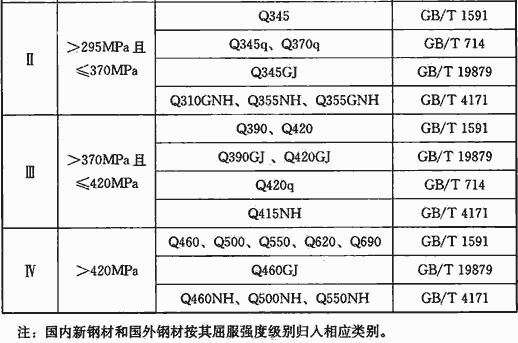 Ⅱ >295MPa且≤370MPa Q345 GB/T 1591
Q345q、Q370q GB/T 714
Q345GJ GB/T 19879
Q310GNH、Q355NH、Q355GNH GB/T 4171
Ⅲ >370MPa且≤420MPa Q390、Q420 GB/T 1591
Q390GJ 、Q420GJ GB/T 19879
Q420q GB/T 714
Q415NH GB/T 4171
Ⅳ >420MPa Q460、Q500、Q550、Q620、Q690 GB/T 1591
Q460GJ GB/T 19879
Q460NH、Q500NH、Q550NH GB/T 4171
注：国内新钢材和国外钢材按其屈服强度级别归入相应类别。